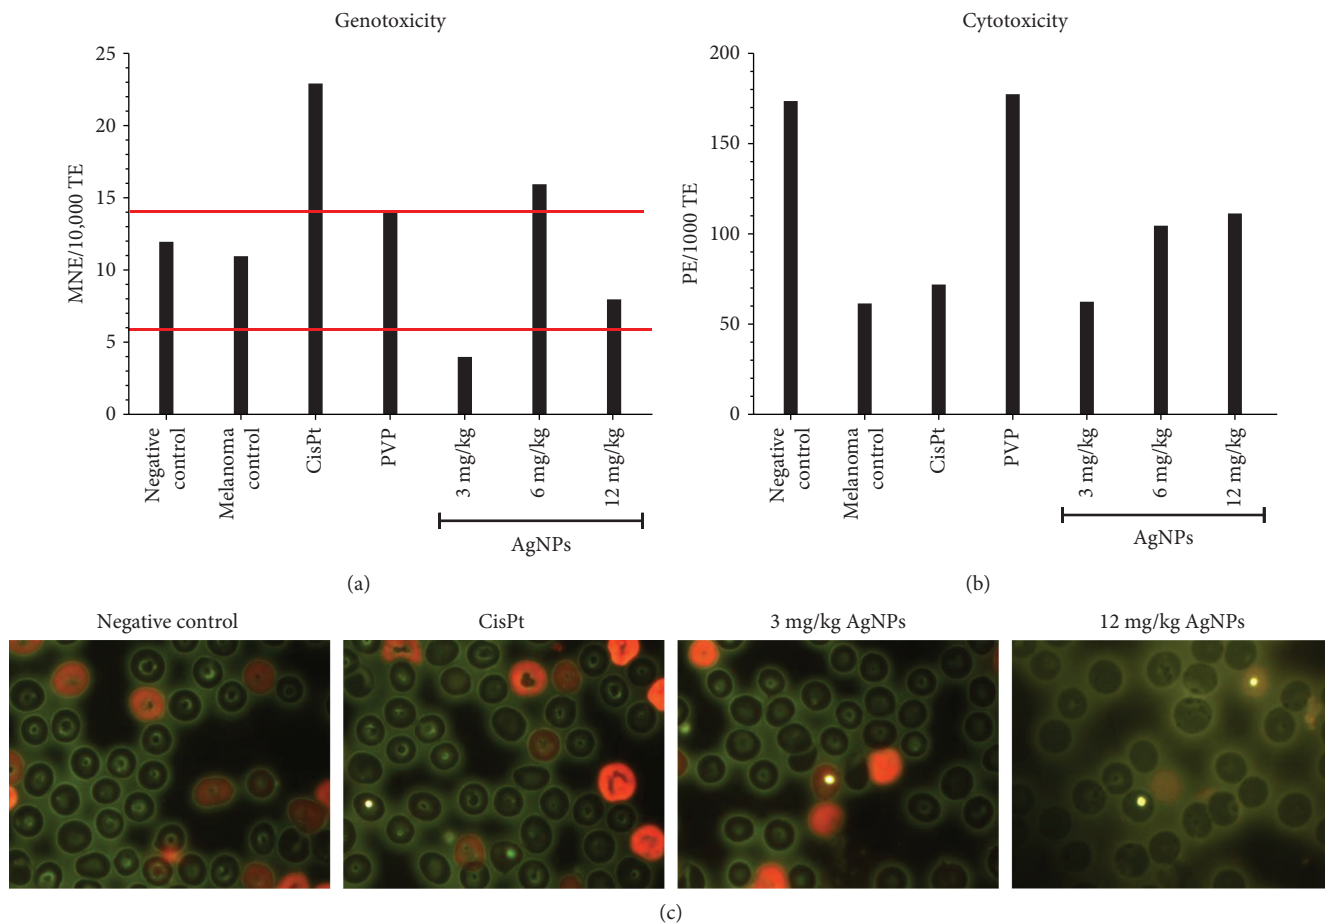 Genotoxicity
25
20
15
10
5
0
MNE/10,000 TE
Negative
control
Melanoma
control
CisPt
PVP
3 mg/kg
6 mg/kg
12 mg/kg
AgNPs
(a)
Cytotoxicity
200
150
100
50
0
PE/1000 TE
Negative
control
Melanoma
control
CisPt
PVP
3 mg/kg
6 mg/kg
12 mg/kg
AgNPs
(b)
Negative control
CisPt
3 mg/kg AgNPs
12 mg/kg AgNPs
(c)